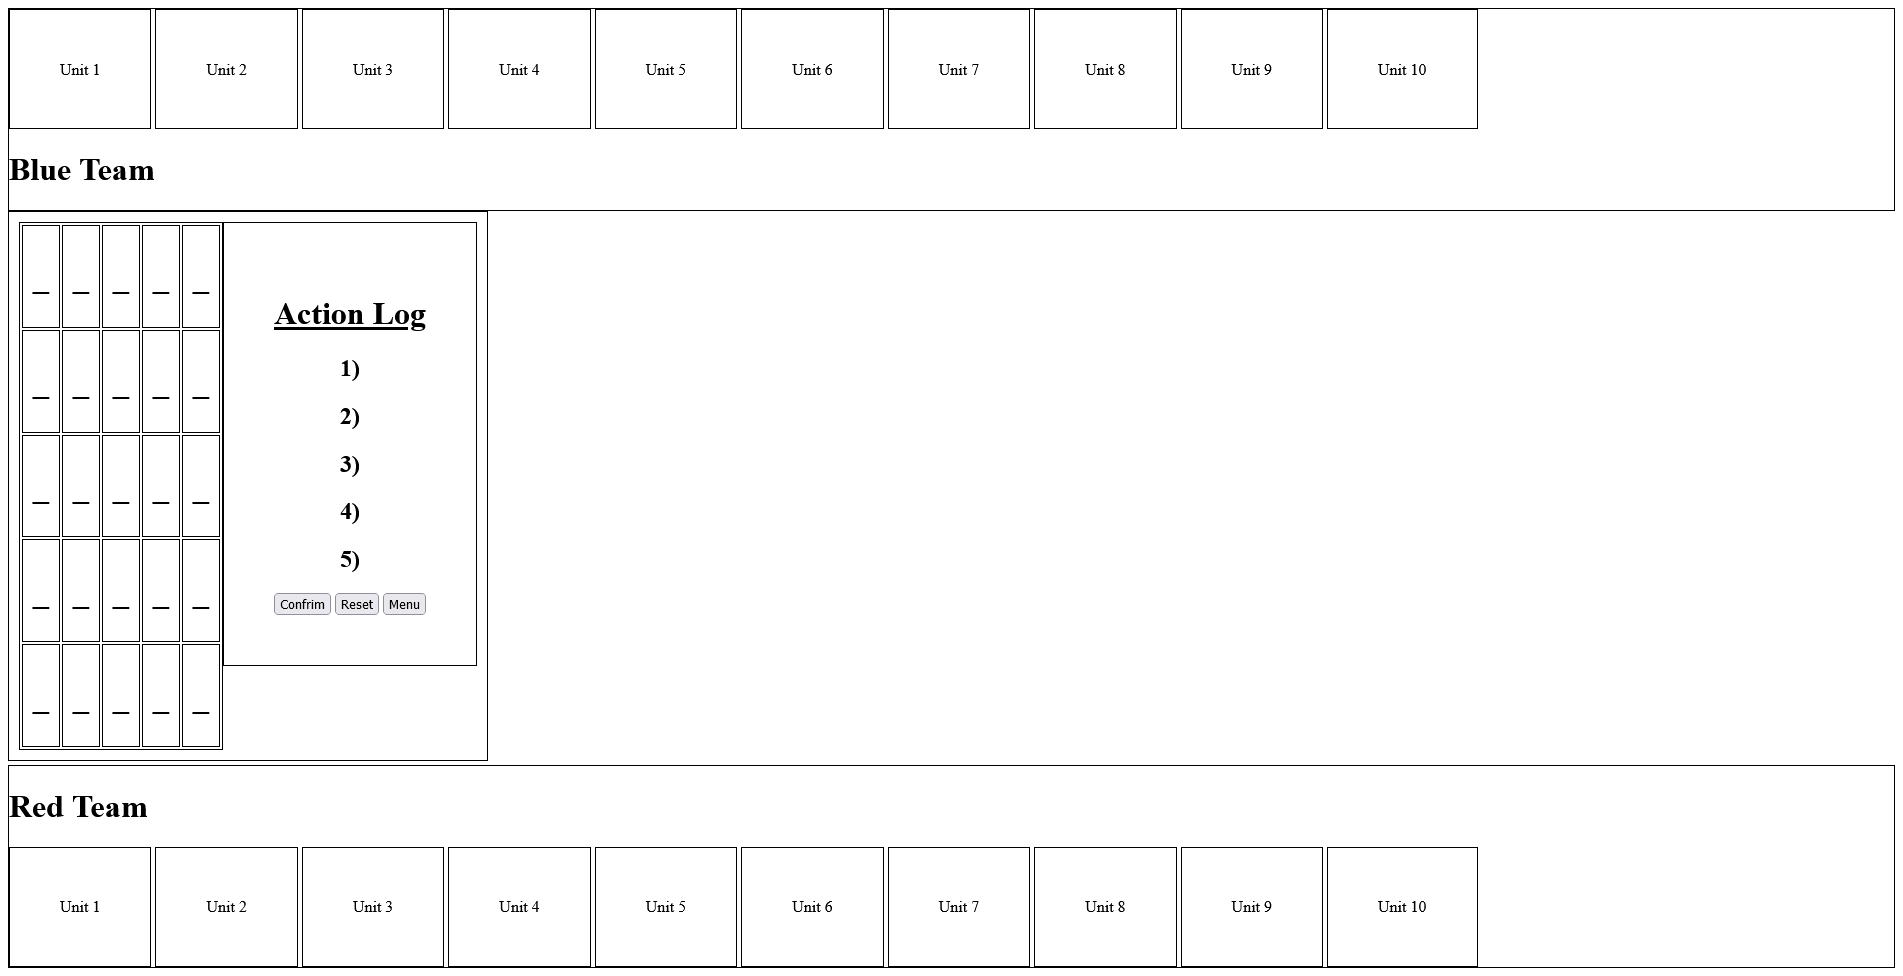 Unit 1 Unit 2 Unit 3 Unit 4 Unit 5 Unit 6 Unit 7 Unit 8 Unit 9 Unit 10
Blue Team
_ _ _ _ _
_ _ _ _ _
_ _ _ _ _
_ _ _ _ _
_ _ _ _ _
Action Log
1)
2)
3)
4)
5)
Confrim Reset Menu
Red Team
Unit 1 Unit 2 Unit 3 Unit 4 Unit 5 Unit 6 Unit 7 Unit 8 Unit 9 Unit 10